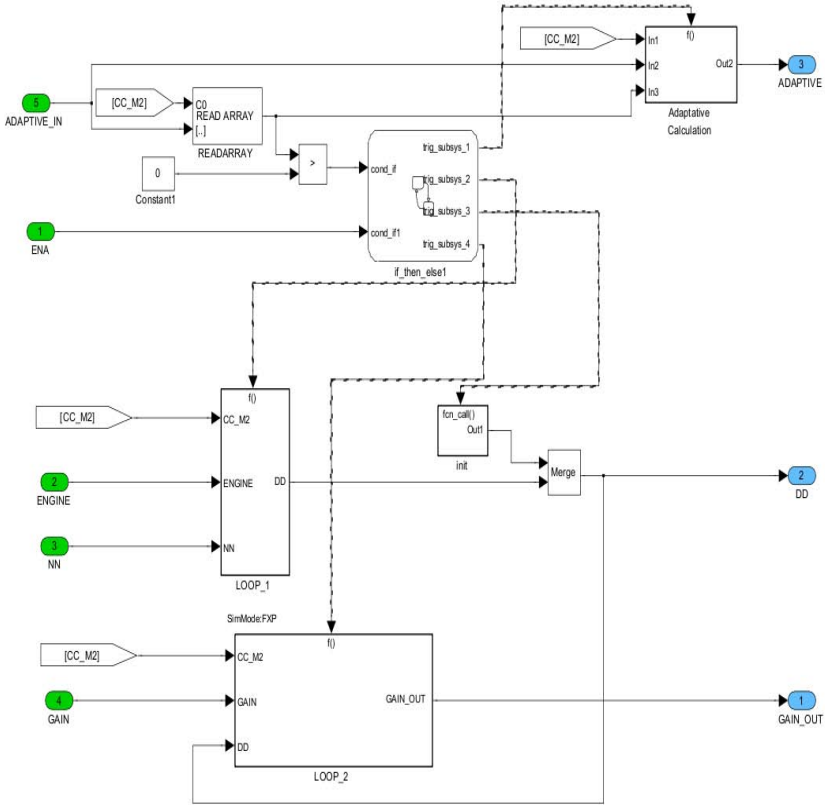 [CC_M2]
f()
In1
In2
In3
Out2
3
ADAPTIVE
Adaptative
Calculation
5
ADAPTIVE_IN
[CC_M2]
C0
READ ARRAY
[..]
READARRAY
0
Constant1
>
1
ENA
cond_if
cond_if1
trig_subsys_1
trig_subsys_2
trig_subsys_3
trig_subsys_4
if_then_else1
[CC_M2]
2
ENGINE
3
NN
f()
CC_M2
ENGINE
NN
DD
LOOP_1
fcn_call()
Out1
init
Merge
2
DD
SimMode:FXP
[CC_M2]
4
GAIN
f()
CC_M2
GAIN
DD
GAIN_OUT
LOOP_2
1
GAIN_OUT